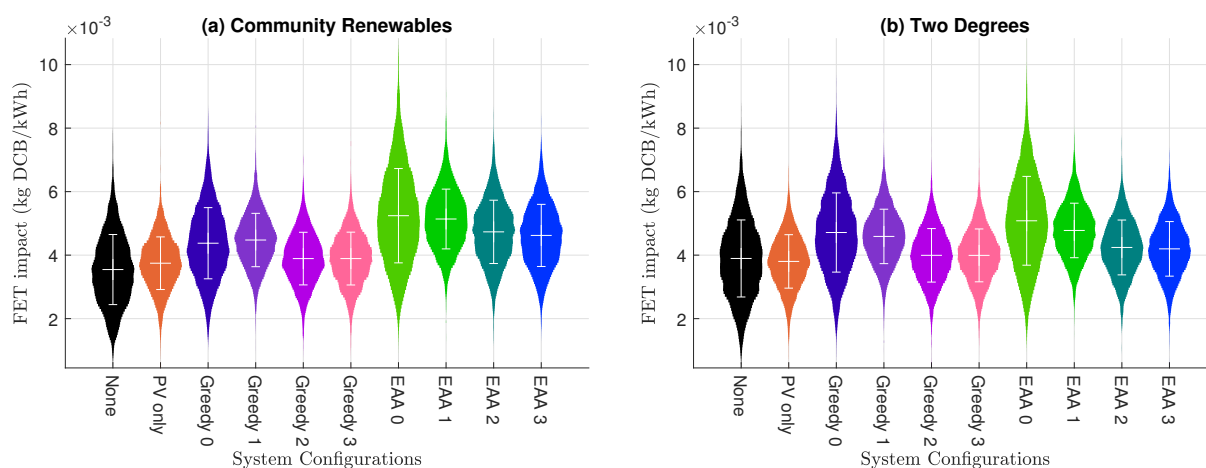 (a) Community Renewables
×10⁻³
FET impact (kg DCB/kWh)
10
8
6
4
2
None
PV only
Greedy 0
Greedy 1
Greedy 2
Greedy 3
EAA 0
EAA 1
EAA 2
EAA 3
System Configurations
(b) Two Degrees
×10⁻³
FET impact (kg DCB/kWh)
10
8
6
4
2
None
PV only
Greedy 0
Greedy 1
Greedy 2
Greedy 3
EAA 0
EAA 1
EAA 2
EAA 3
System Configurations